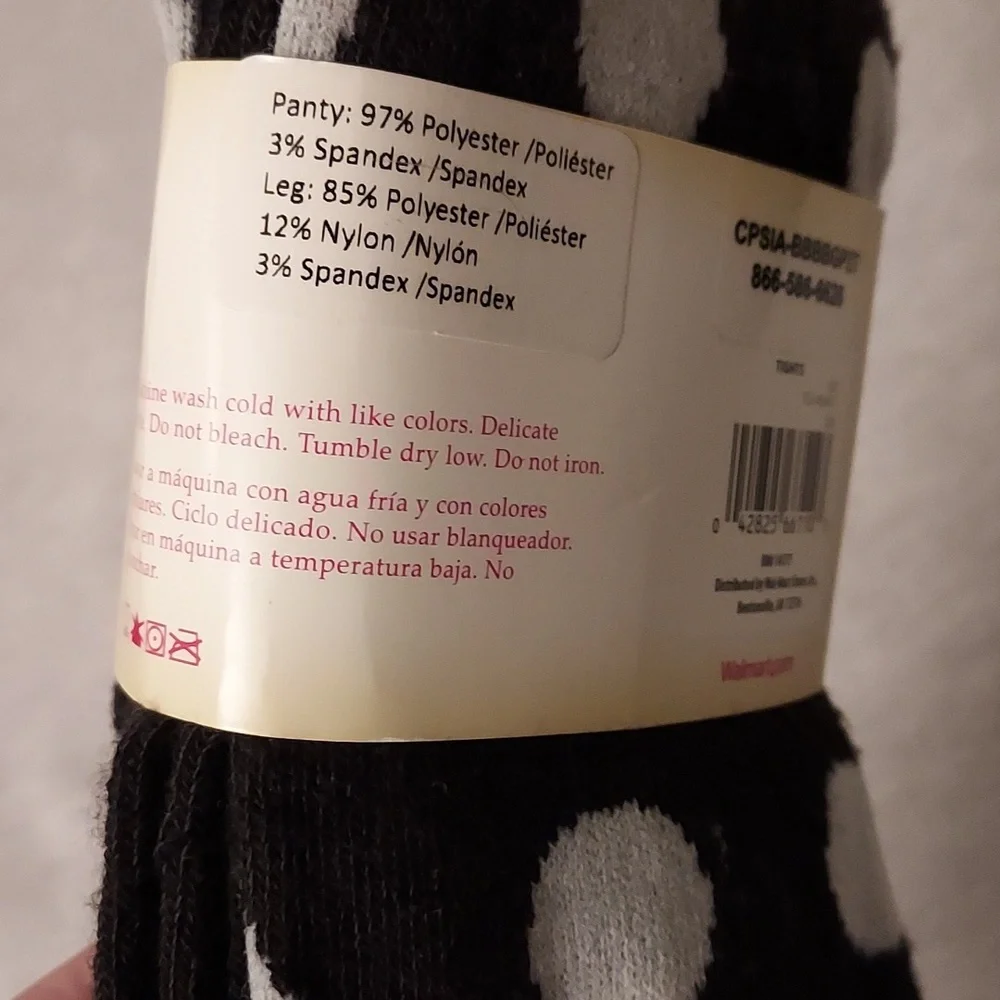 Panty: 97% Polyester /Poliéster
3% Spandex /Spandex
Leg: 85% Polyester /Poliéster
12% Nylon /Nylón
3% Spandex /Spandex
wash cold with like colors. Delicate
Do not bleach. Tumble dry low. Do not iron.
a máquina con agua fría y con colores
Ciclo delicado. No usar blanqueador.
en máquina a temperatura baja. No
CPSIA-
TIGHTS
Distributed by